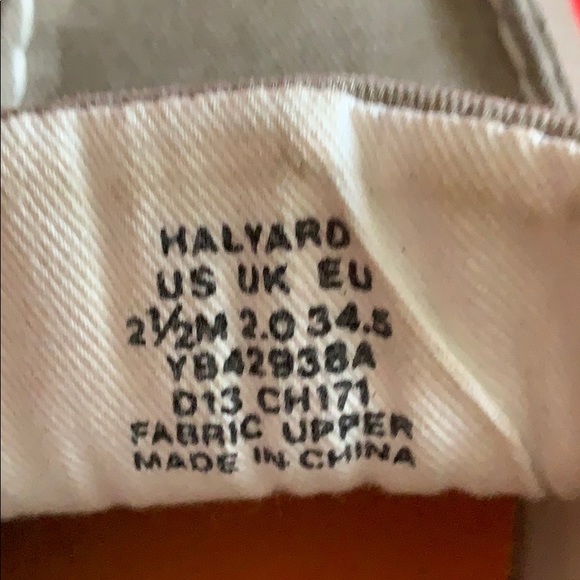 HALYARD
US UK EU
2½M 2.0 34.5
YB42938A
D13 CH171
FABRIC UPPER
MADE IN CHINA